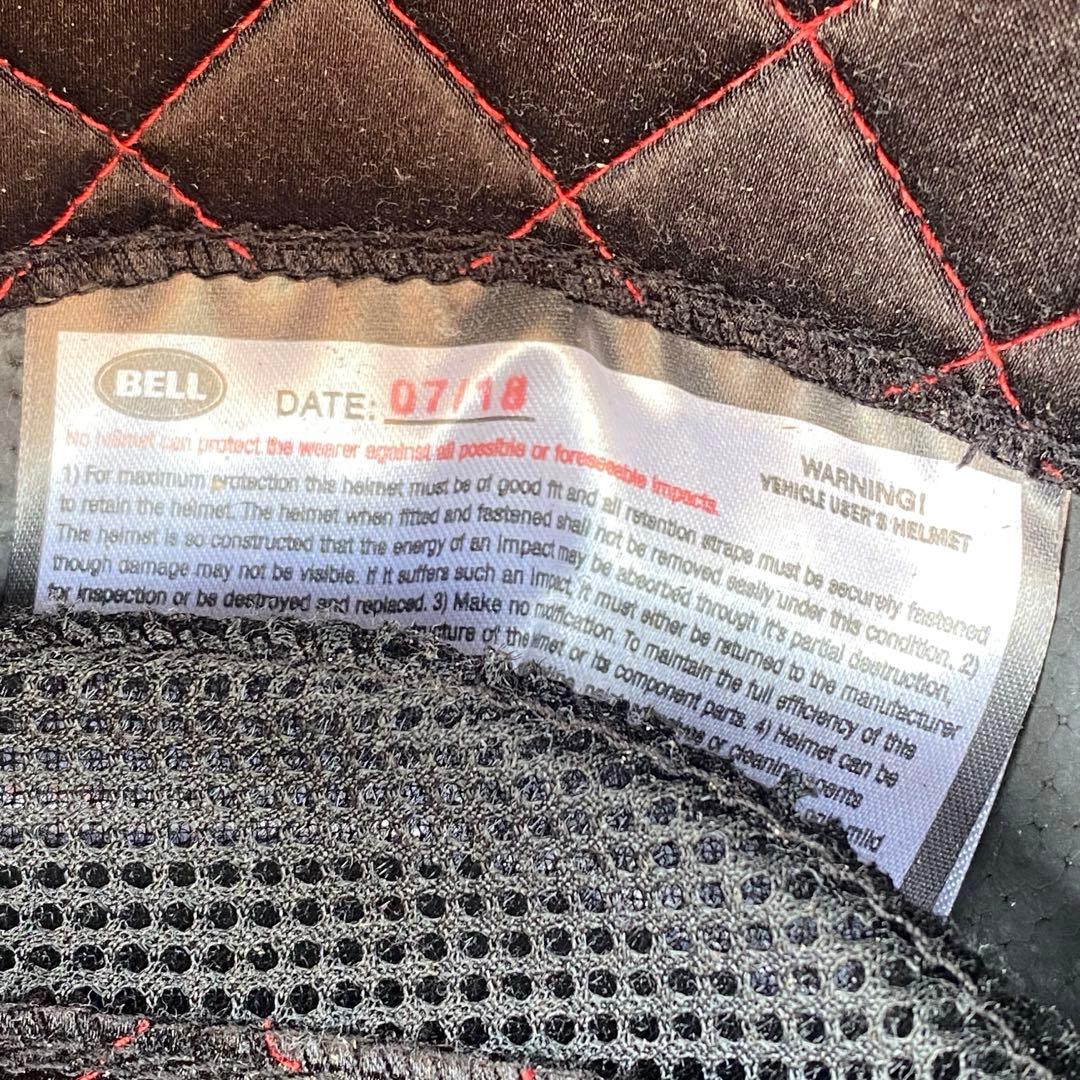 BELL
DATE: 07/18
No helmet can protect the wearer against all possible or foreseeable impacts.
WARNING!
VEHICLE USER'S HELMET
1) For maximum protection this helmet must be of good fit and all retention straps must be securely fastened
to retain the helmet. The helmet when fitted and fastened shall not be removed easily under this condition. 2)
This helmet is so constructed that the energy of an impact may be absorbed through it's partial destruction,
though damage may not be visible. If it suffers such an impact, it must either be returned to the manufacturer
for inspection or be destroyed and replaced. 3) Make no mdification. To maintain the full efficiency of this
or its component parts. 4) Helmet can be
or cleaning
mild